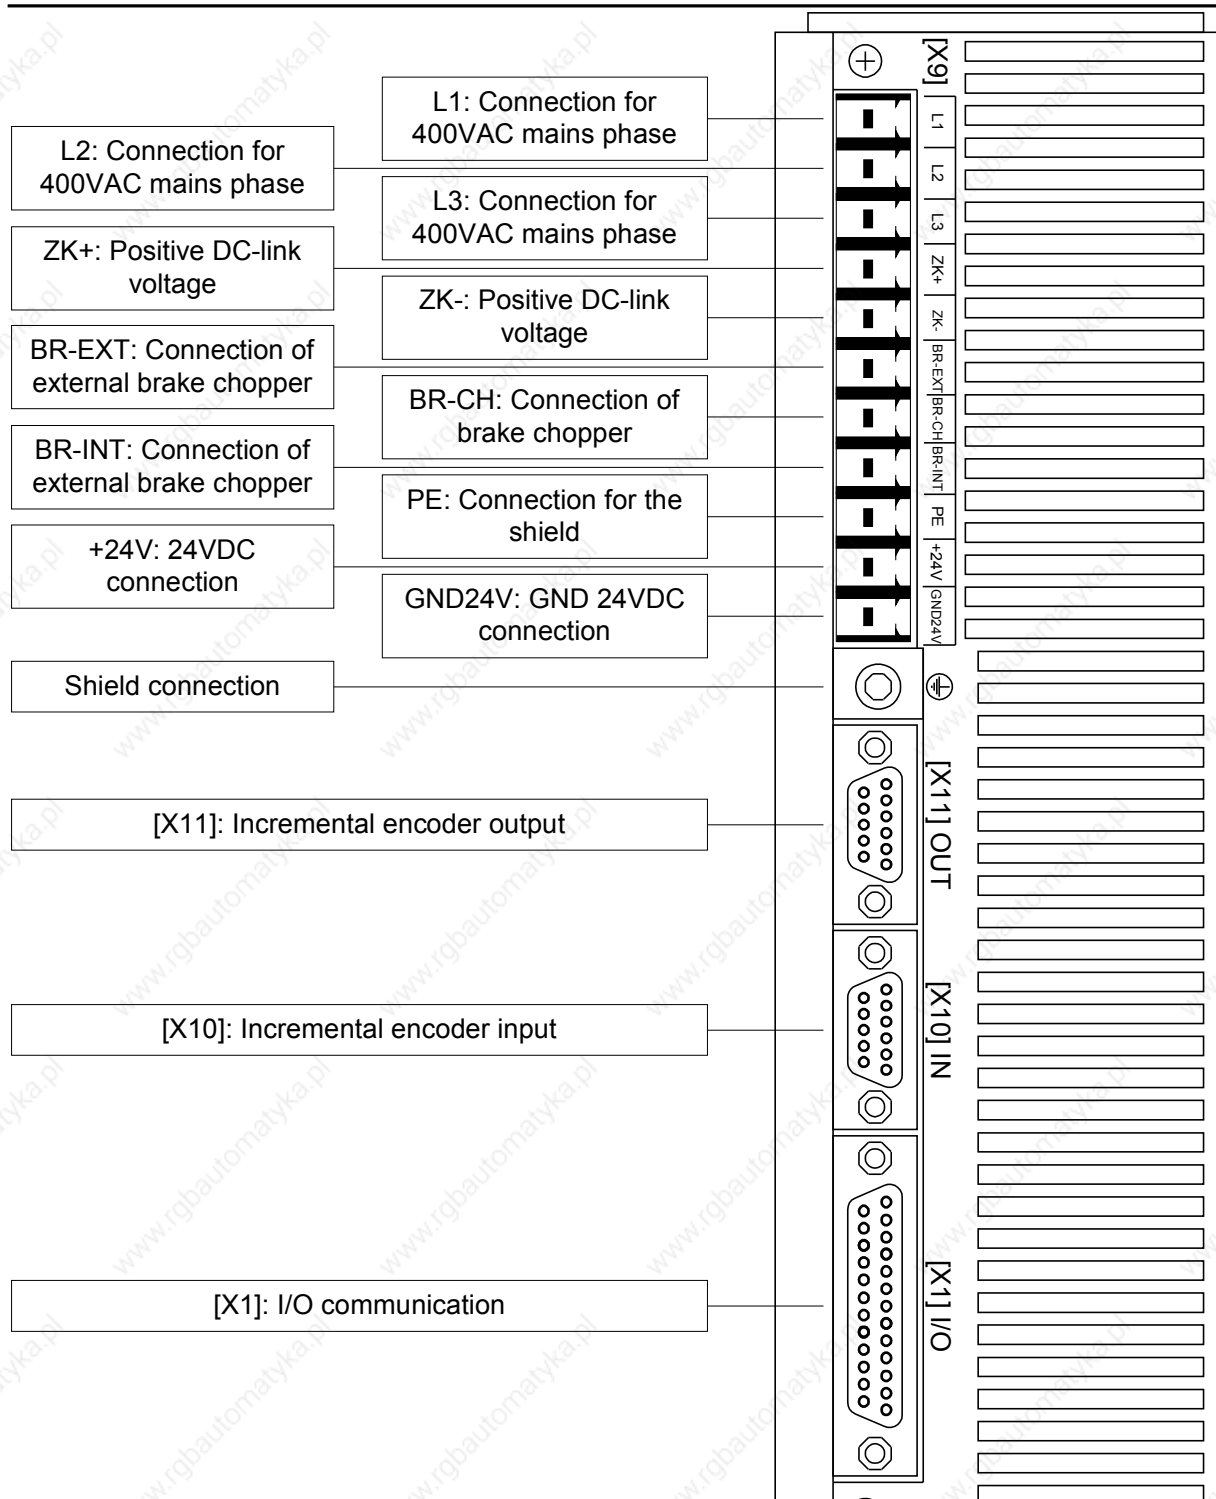 L1: Connection for
400VAC mains phase
L2: Connection for
400VAC mains phase
L3: Connection for
400VAC mains phase
ZK+: Positive DC-link
voltage
ZK-: Positive DC-link
voltage
BR-EXT: Connection of
external brake chopper
BR-CH: Connection of
brake chopper
BR-INT: Connection of
external brake chopper
PE: Connection for the
shield
+24V: 24VDC
connection
GND24V: GND 24VDC
connection
Shield connection
[X11]: Incremental encoder output
[X10]: Incremental encoder input
[X1]: I/O communication
[X9]
L1
L2
L3
ZK+
ZK-
BR-EXT
BR-CH
BR-INT
PE
+24V
GND24V
[X11] OUT
[X10] IN
[X1] I/O
www.rgbautomatyka.pl